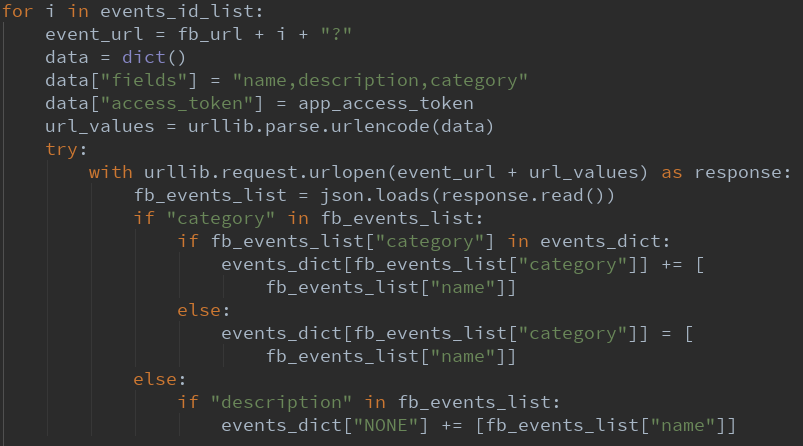 for i in events_id_list:
    event_url = fb_url + i + "?"
    data = dict()
    data["fields"] = "name,description,category"
    data["access_token"] = app_access_token
    url_values = urllib.parse.urlencode(data)
    try:
        with urllib.request.urlopen(event_url + url_values) as response:
            fb_events_list = json.loads(response.read())
            if "category" in fb_events_list:
                if fb_events_list["category"] in events_dict:
                    events_dict[fb_events_list["category"]] += [
                        fb_events_list["name"]]
                else:
                    events_dict[fb_events_list["category"]] = [
                        fb_events_list["name"]]
            else:
                if "description" in fb_events_list:
                    events_dict["NONE"] += [fb_events_list["name"]]